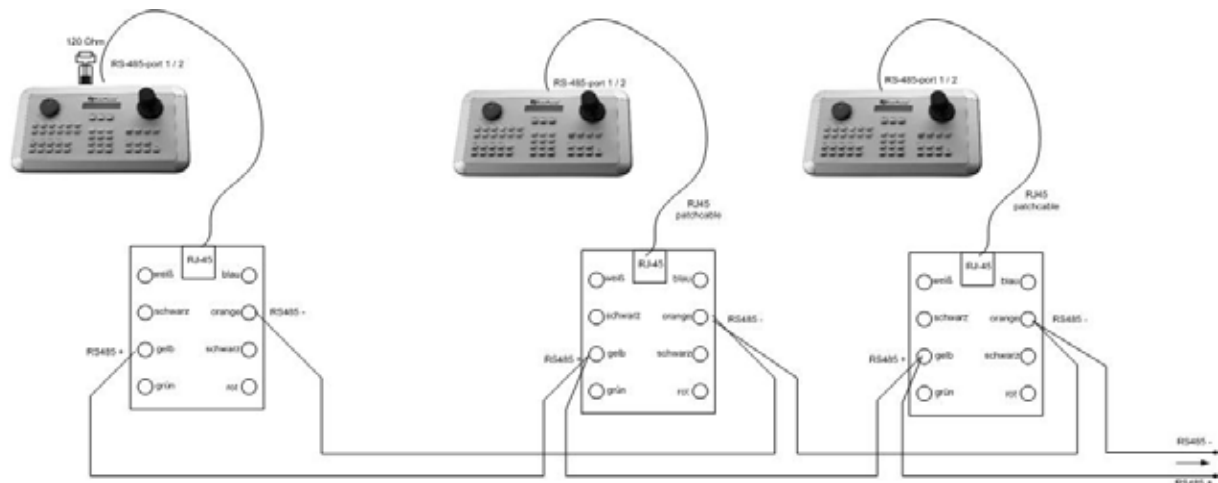 120 Ohm
RS-485-port 1 / 2
RS-485-port 1 / 2
RS-485-port 1 / 2
RJ45
patchcable
RJ45
patchcable
RJ-45
weiß
blau
schwarz
orange
RS485 -
RS485 +
gelb
schwarz
grün
rot
RJ-45
weiß
blau
schwarz
orange
RS485 -
RS485 +
gelb
schwarz
grün
rot
RJ-45
weiß
blau
schwarz
orange
RS485 -
RS485 +
gelb
schwarz
grün
rot
RS485 -
RS485 +